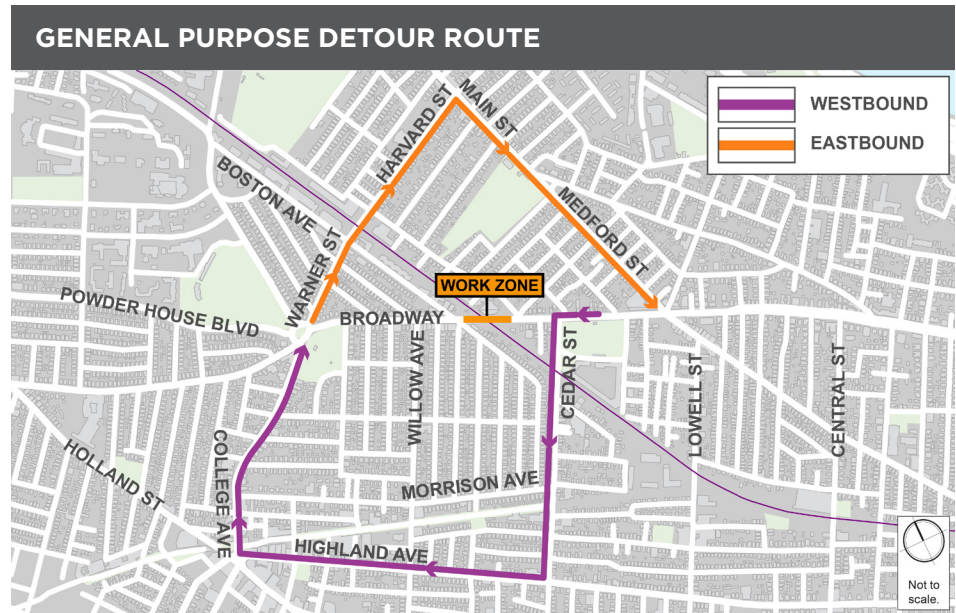 GENERAL PURPOSE DETOUR ROUTE
WESTBOUND
EASTBOUND
MAIN ST
HARVARD ST
BOSTON AVE
MEDFORD ST
WARNER ST
WORK ZONE
POWDER HOUSE BLVD
BROADWAY
WILLOW AVE
CEDAR ST
LOWELL ST
CENTRAL ST
HOLLAND ST
COLLEGE AVE
MORRISON AVE
HIGHLAND AVE
Not to
scale.